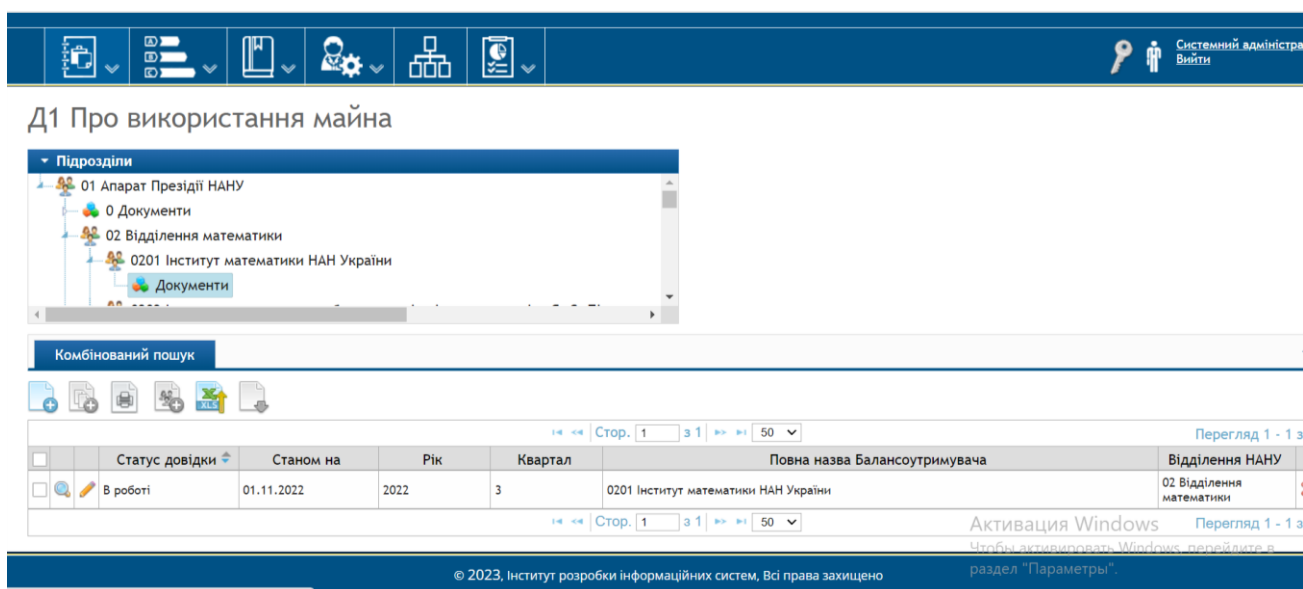 Системний адміністра
Вийти
Д1 Про використання майна
Підрозділи
01 Апарат Президії НАНУ
0 Документи
02 Відділення математики
0201 Інститут математики НАН України
Документи
Комбінований пошук
XLS
Стор. 1 з 1 50 Перегляд 1 - 1 з
Статус довідки Станом на Рік Квартал Повна назва Балансоутримувача Відділення НАНУ
В роботі 01.11.2022 2022 3 0201 Інститут математики НАН України 02 Відділення
математики
Стор. 1 з 1 50 Перегляд 1 - 1 з
Активация Windows
Чтобы активировать Windows, перейдите в
раздел "Параметры".
© 2023, Інститут розробки інформаційних систем, Всі права захищено